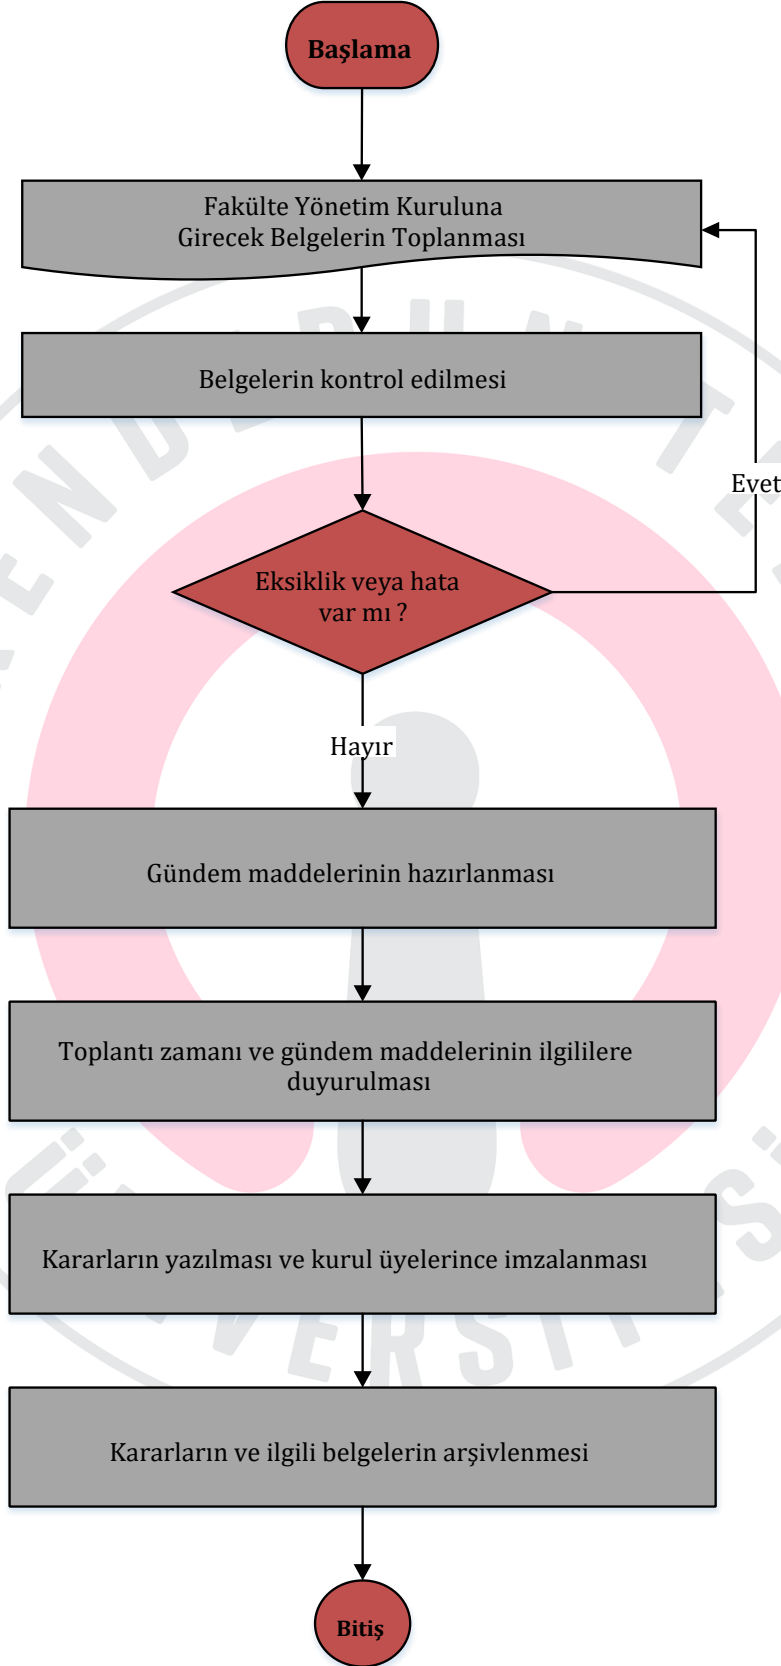 Başlama
Fakülte Yönetim Kuruluna
Girecek Belgelerin Toplanması
Belgelerin kontrol edilmesi
Evet
Eksiklik veya hata
var mı ?
Hayır
Gündem maddelerinin hazırlanması
Toplantı zamanı ve gündem maddelerinin ilgililere
duyurulması
Kararların yazılması ve kurul üyelerince imzalanması
Kararların ve ilgili belgelerin arşivlenmesi
Bitiş